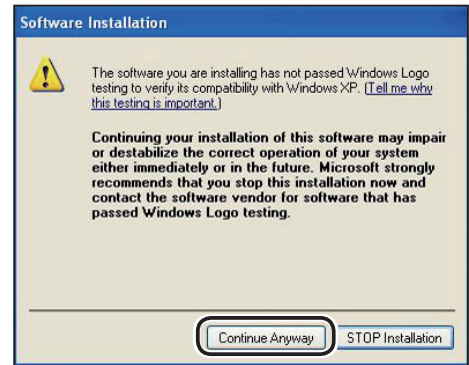 Software Installation
The software you are installing has not passed Windows Logo
testing to verify its compatibility with Windows XP. (Tell me why
this testing is important.)
Continuing your installation of this software may impair
or destabilize the correct operation of your system
either immediately or in the future. Microsoft strongly
recommends that you stop this installation now and
contact the software vendor for software that has
passed Windows Logo testing.
Continue Anyway
STOP Installation